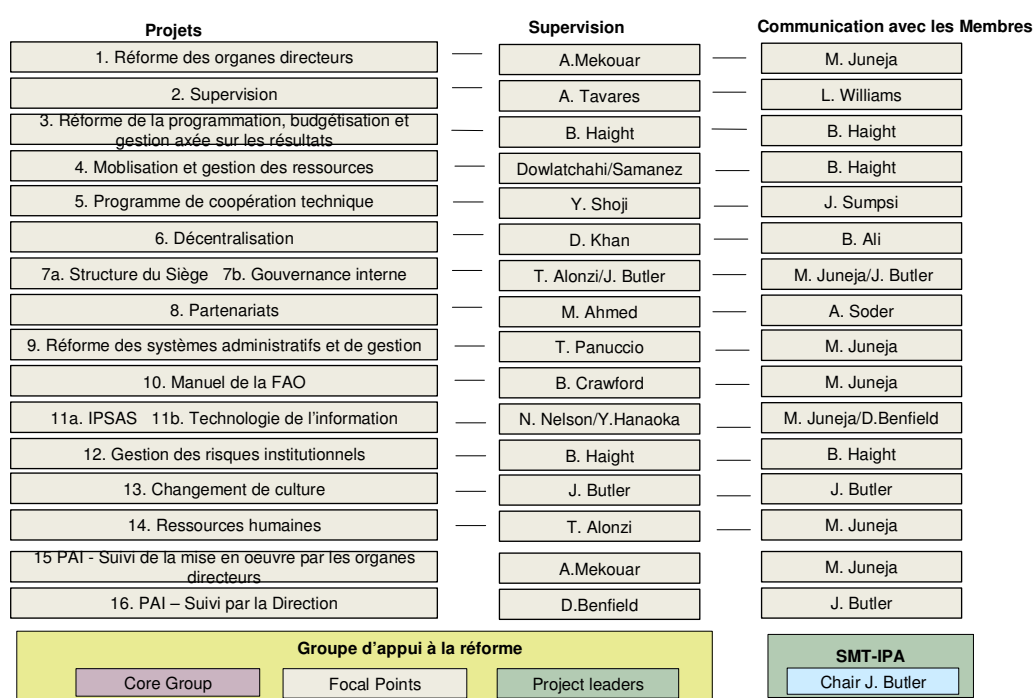 Projets Supervision Communication avec les Membres
1. Réforme des organes directeurs A.Mekouar M. Juneja
2. Supervision A. Tavares L. Williams
3. Réforme de la programmation, budgétisation et
gestion axée sur les résultats B. Haight B. Haight
4. Moblisation et gestion des ressources Dowlatchahi/Samanez B. Haight
5. Programme de coopération technique Y. Shoji J. Sumpsi
6. Décentralisation D. Khan B. Ali
7a. Structure du Siège 7b. Gouvernance interne T. Alonzi/J. Butler M. Juneja/J. Butler
8. Partenariats M. Ahmed A. Soder
9. Réforme des systèmes administratifs et de gestion T. Panuccio M. Juneja
10. Manuel de la FAO B. Crawford M. Juneja
11a. IPSAS 11b. Technologie de l'information N. Nelson/Y.Hanaoka M. Juneja/D.Benfield
12. Gestion des risques institutionnels B. Haight B. Haight
13. Changement de culture J. Butler J. Butler
14. Ressources humaines T. Alonzi M. Juneja
15 PAI - Suivi de la mise en oeuvre par les organes
directeurs A.Mekouar M. Juneja
16. PAI – Suivi par la Direction D.Benfield J. Butler
Groupe d'appui à la réforme SMT-IPA
Core Group Focal Points Project leaders Chair J. Butler